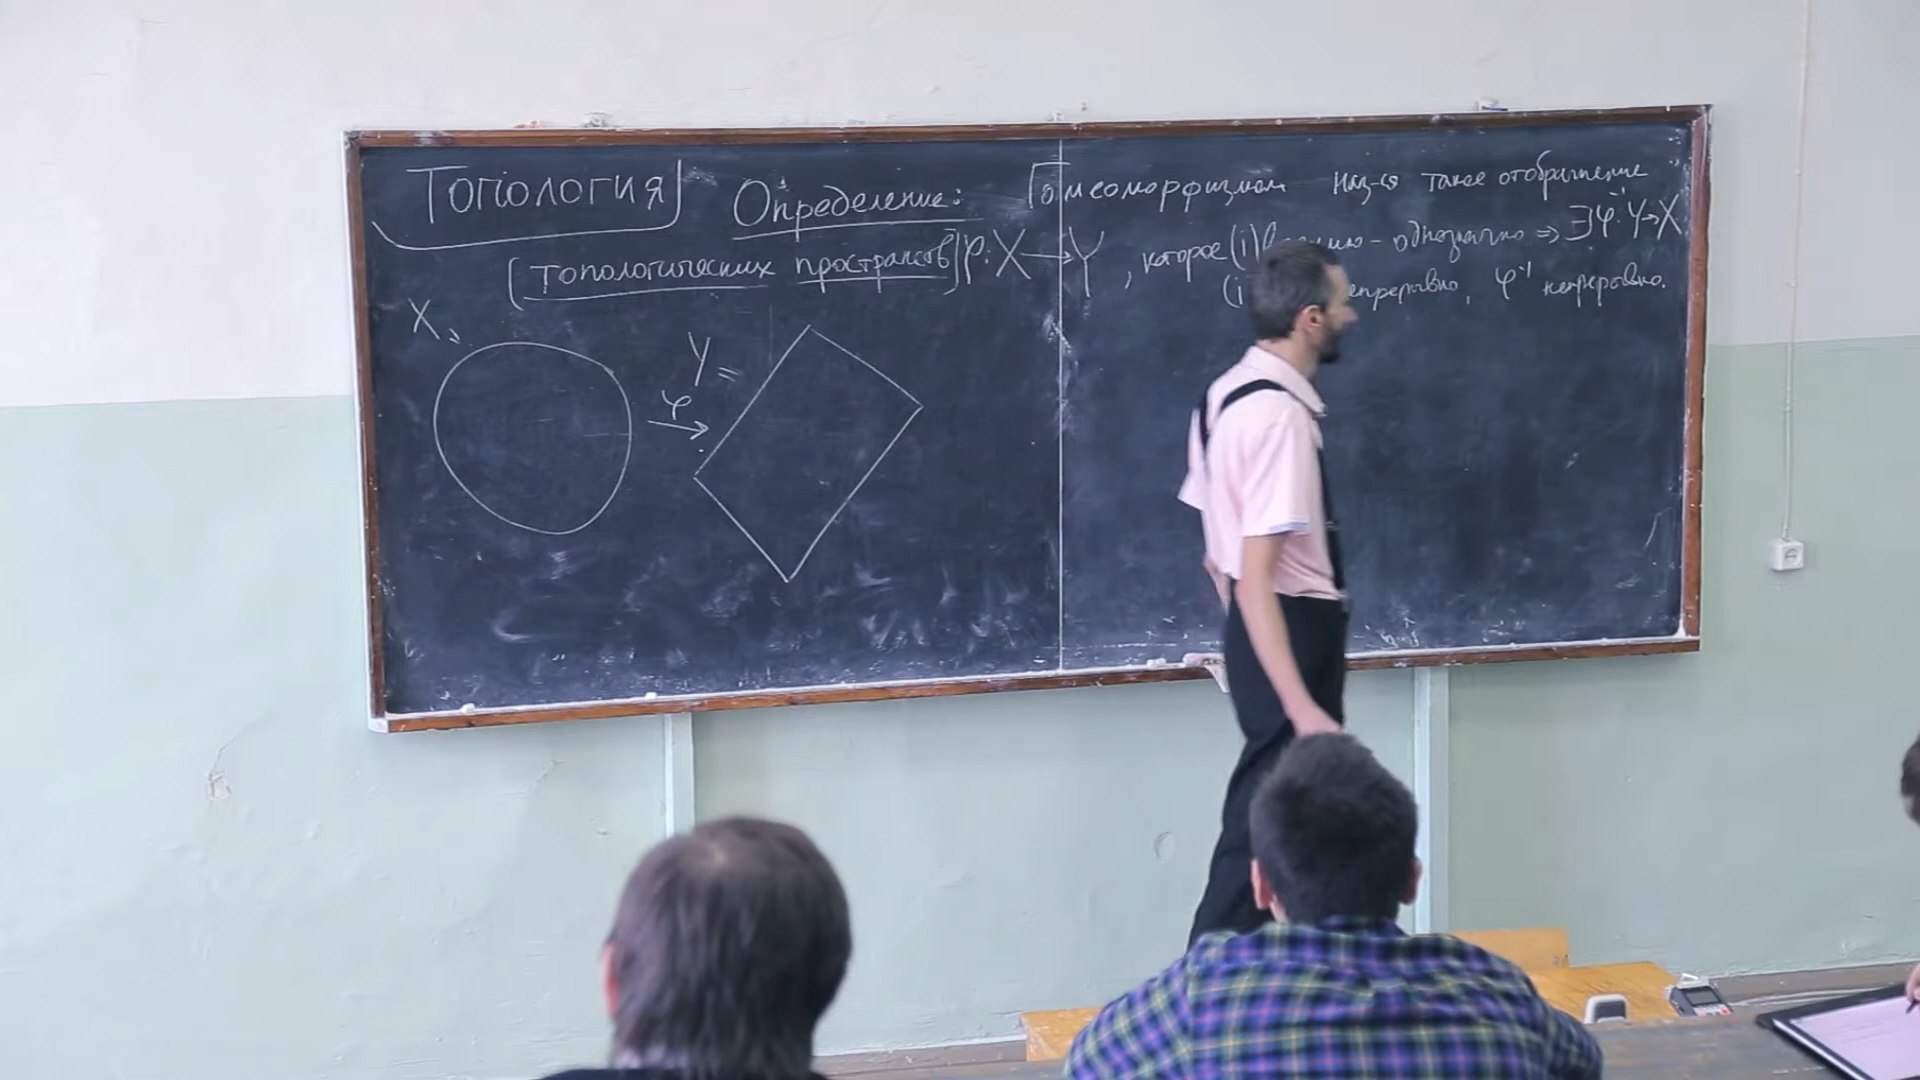 Топология
Определение: Гомеоморфизмом наз-ся такое отображение
[топологических пространств] φ: X → Y, которое (i) взаимно-однозначно ⇒ ∃ φ⁻¹: Y→X
(i непрерывно, φ⁻¹ непрерывно.
X =
Y =
φ